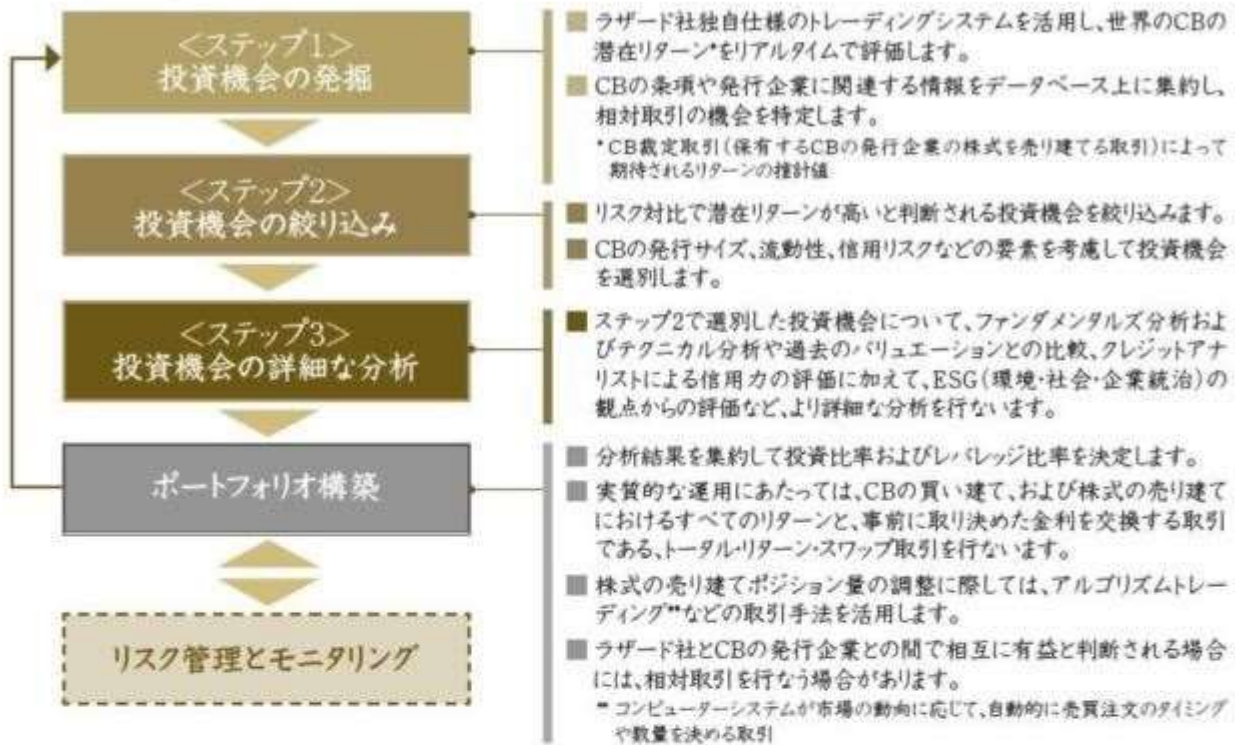 <ステップ1>
投資機会の発掘
■ ラザード社独自仕様のトレーディングシステムを活用し、世界のCBの
潜在リターン*をリアルタイムで評価します。
■ CBの条項や発行企業に関連する情報をデータベース上に集約し、
相対取引の機会を特定します。
*CB裁定取引(保有するCBの発行企業の株式を売り建てる取引)によって
期待されるリターンの推計値
<ステップ2>
投資機会の絞り込み
■ リスク対比で潜在リターンが高いと判断される投資機会を絞り込みます。
■ CBの発行サイズ、流動性、信用リスクなどの要素を考慮して投資機会
を選別します。
<ステップ3>
投資機会の詳細な分析
■ ステップ2で選別した投資機会について、ファンダメンタルズ分析およ
びテクニカル分析や過去のバリュエーションとの比較、クレジットアナ
リストによる信用力の評価に加えて、ESG(環境・社会・企業統治)の
観点からの評価など、より詳細な分析を行ないます。
ポートフォリオ構築
■ 分析結果を集約して投資比率およびレバレッジ比率を決定します。
■ 実質的な運用にあたっては、CBの買い建て、および株式の売り建て
におけるすべてのリターンと、事前に取り決めた金利を交換する取引
である、トータル・リターン・スワップ取引を行ないます。
■ 株式の売り建てポジション量の調整に際しては、アルゴリズムトレー
ディング**などの取引手法を活用します。
■ ラザード社とCBの発行企業との間で相互に有益と判断される場合
には、相対取引を行なう場合があります。
** コンピューターシステムが市場の動向に応じて、自動的に売買注文のタイミング
や数量を決める取引
リスク管理とモニタリング